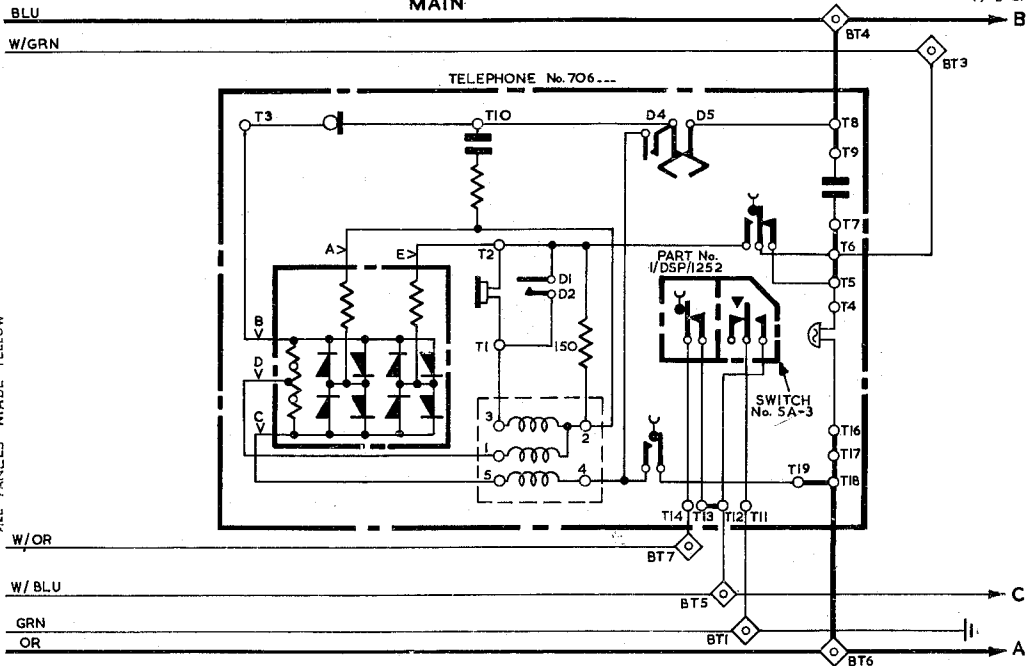 MAIN
BLU
B
BT4
W/GRN
BT3
TELEPHONE No. 706---
T3
T10
D4
D5
T8
T9
T7
T6
A>
E>
T2
PART No.
1/DSP/1252
T5
D1
D2
T4
B
T1
150
D
C
SWITCH
No. 5A-3
3
2
T16
1
T17
5
4
T19
T18
T14
T13
T12
T11
W/OR
BT7
W/BLU
BT5
C
GRN
BT1
OR
A
BT6